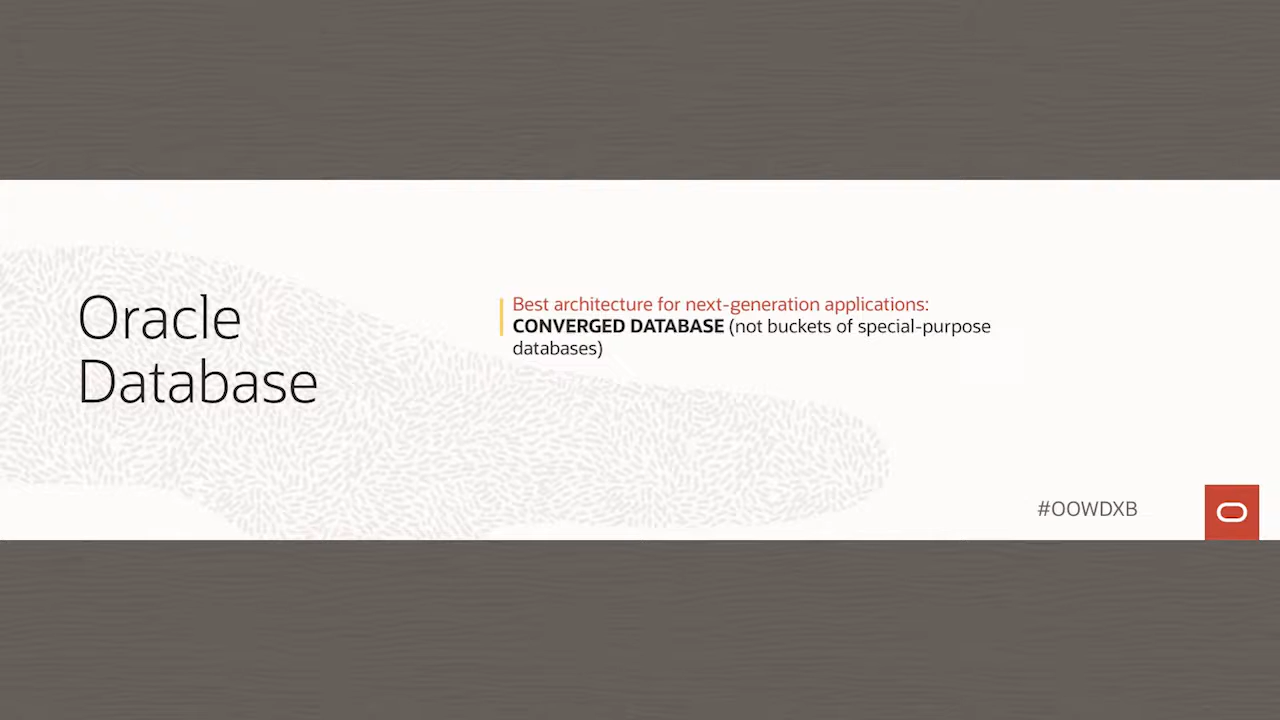 Oracle
Database
Best architecture for next-generation applications:
CONVERGED DATABASE (not buckets of special-purpose
databases)
#OOWDXB